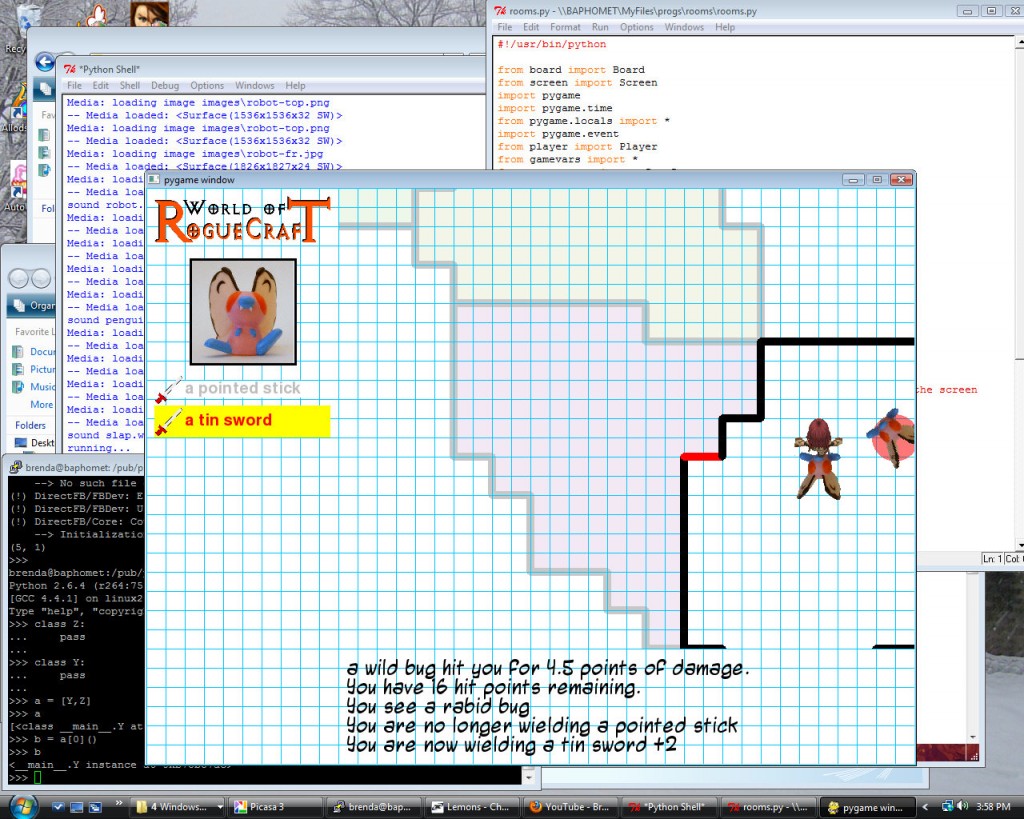 Recy
Allods
Auto
Fav
Fol
Organ
Favorite L
Docur
Pictur
Music
More
Folders
Deskt
*Python Shell*
File Edit Shell Debug Options Windows Help
Media: loading image images\robot-top.png
-- Media loaded: <Surface(1536x1536x32 SW)>
Media: loading image images\robot-top.png
-- Media loaded: <Surface(1536x1536x32 SW)>
Media: loading image images\robot-fr.jpg
-- Media loaded: <Surface(1826x1827x24 SW)>
Media: loadi
-- Media loa
sound robot.
Media: loadi
-- Media loa
Media: loadi
-- Media loa
Media: loadi
-- Media loa
Media: loadi
-- Media loa
sound pengui
Media: loadi
-- Media loa
Media: loadi
-- Media loa
Media: loadi
-- Media loa
Media: loadi
-- Media loa
sound slap.w
running...
rooms.py - \\BAPHOMET\MyFiles\progs\rooms\rooms.py
File Edit Format Run Options Windows Help
#!/usr/bin/python
from board import Board
from screen import Screen
import pygame
import pygame.time
from pygame.locals import *
import pygame.event
from player import Player
from gamevars import *
he screen
Ln: 1 Col:
pygame window
WORLD OF
ROGUECRAFT
a pointed stick
a tin sword
a wild bug hit you for 4.5 points of damage.
You have 16 hit points remaining.
You see a rabid bug
You are no longer wielding a pointed stick
You are now wielding a tin sword +2
brenda@baphomet: /pub/p
--> No such file
(!) DirectFB/FBDev: E
(!) DirectFB/FBDev: U
(!) DirectFB/Core: Co
--> Initializatio
(5, 1)
>>>
brenda@baphomet:/pub/
Python 2.6.4 (r264:75
[GCC 4.4.1] on linux2
Type "help", "copyrig
>>> class Z:
... pass
...
>>> class Y:
... pass
...
>>> a = [Y,Z]
>>> a
[<class __main__.Y at
>>> b = a[0]()
>>> b
<__main__.Y instance at
>>>
4 Windows... Picasa 3 brenda@bap... Lemons - Ch... YouTube - Br... *Python Shell* rooms.py - \\... pygame win... 3:58 PM